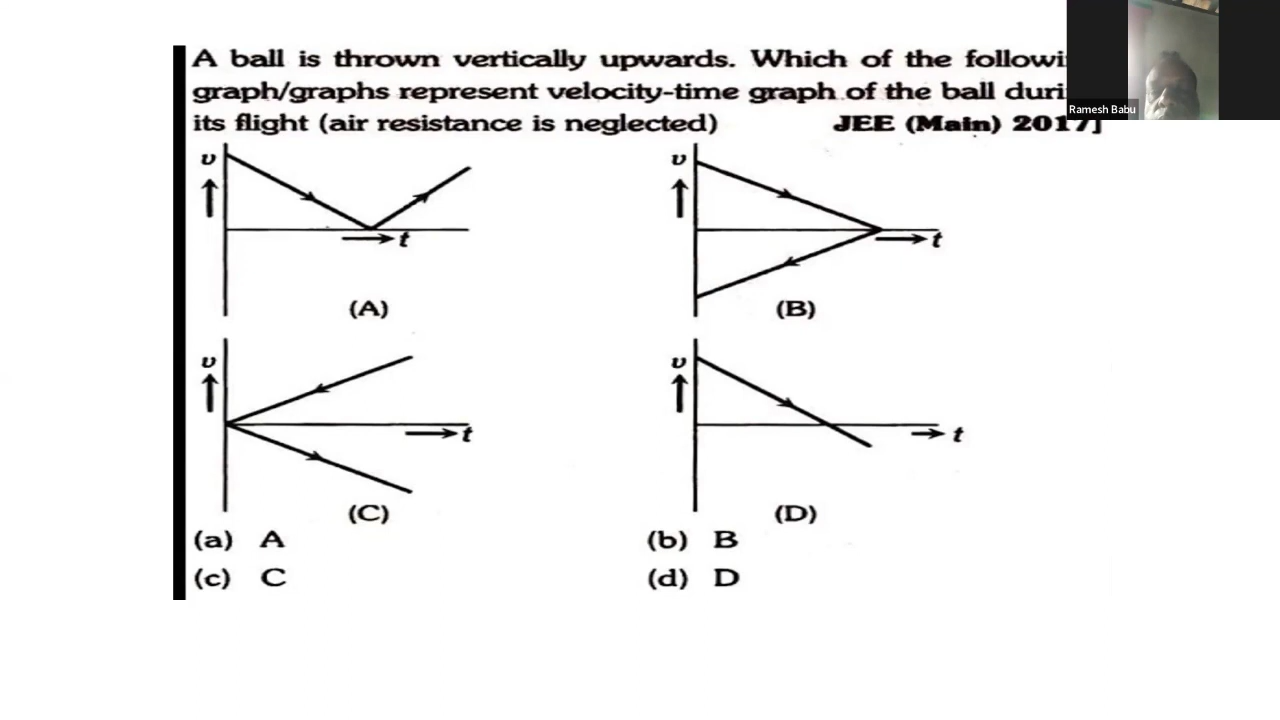 A ball is thrown vertically upwards. Which of the followi
graph/graphs represent velocity-time graph of the ball duri
its flight (air resistance is neglected) JEE (Main) 2017]
Ramesh Babu
υ
t
(A)
υ
t
(B)
υ
t
(C)
υ
t
(D)
(a) A (b) B
(c) C (d) D